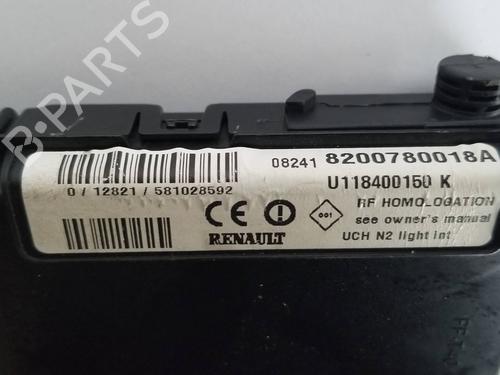 B-PARTS
08241 8200780018A
0 / 12821 / 581028592
U118400150 K
CE
001
RF HOMOLOGATION
see owner's manual
RENAULT
UCH N2 light int